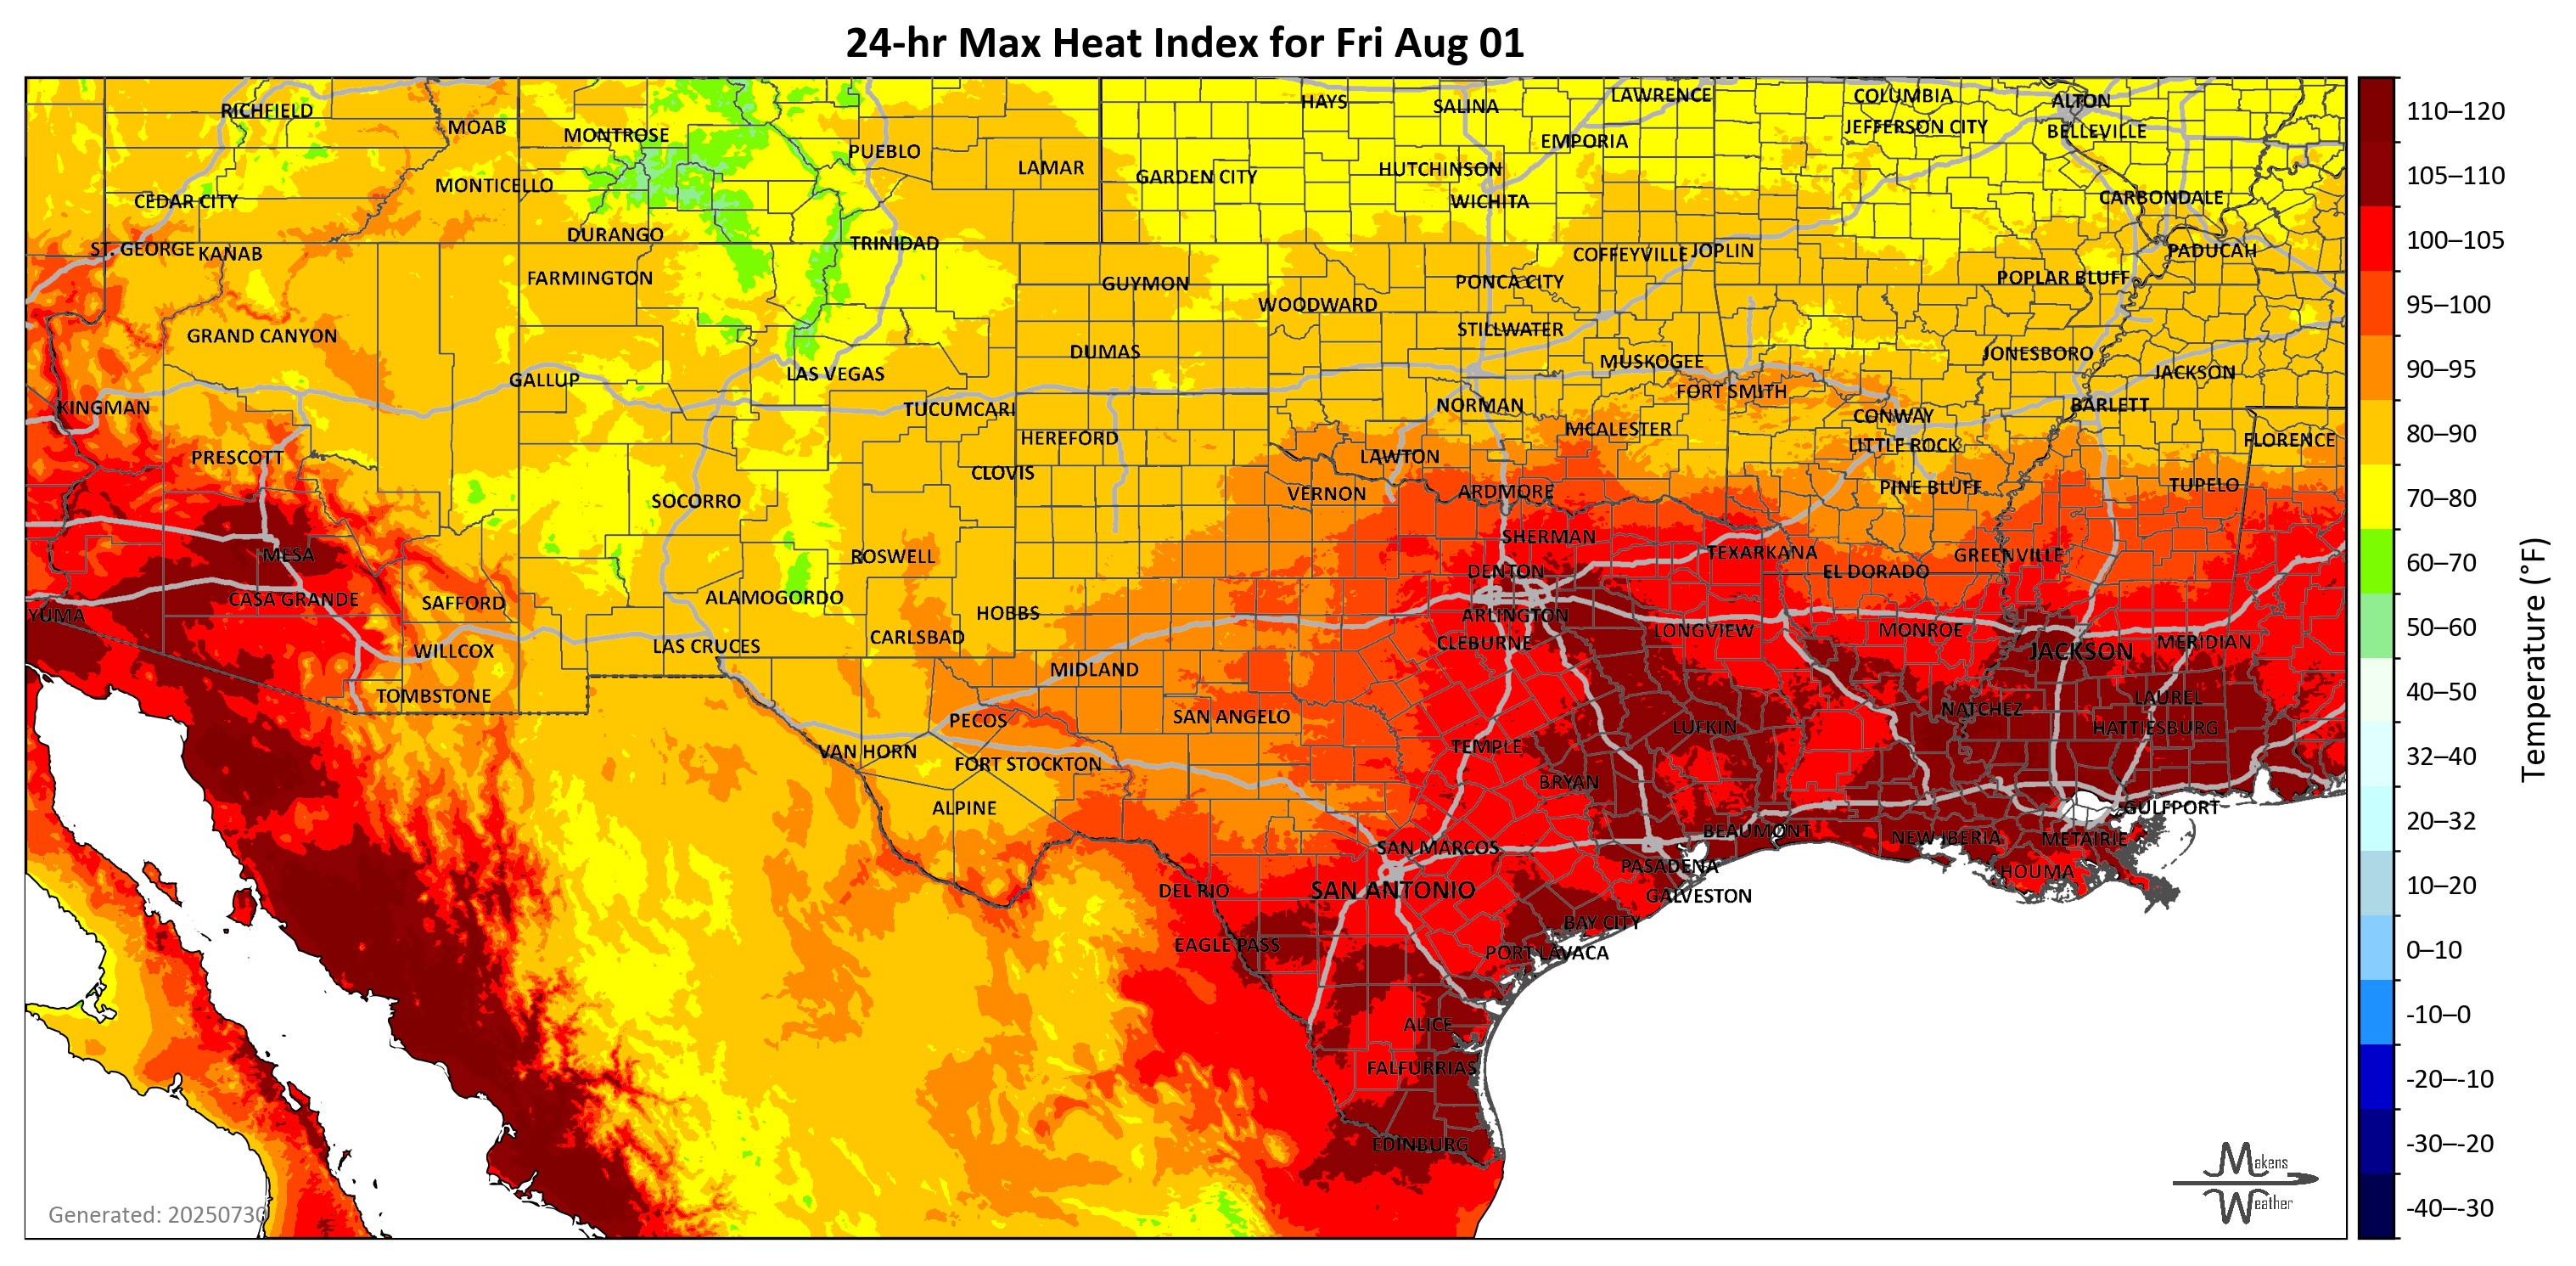 24-hr Max Heat Index for Fri Aug 01
RICHFIELD
MOAB
MONTROSE
PUEBLO
LAMAR
HAYS
SALINA
LAWRENCE
COLUMBIA
ALTON
JEFFERSON CITY
BELLEVILLE
EMPORIA
HUTCHINSON
GARDEN CITY
WICHITA
MONTICELLO
CEDAR CITY
CARBONDALE
DURANGO
TRINIDAD
ST. GEORGE
KANAB
COFFEYVILLE
JOPLIN
PADUCAH
FARMINGTON
GUYMON
PONCA CITY
POPLAR BLUFF
WOODWARD
GRAND CANYON
STILLWATER
DUMAS
MUSKOGEE
JONESBORO
GALLUP
LAS VEGAS
JACKSON
FORT SMITH
KINGMAN
TUCUMCARI
NORMAN
CONWAY
BARLETT
HEREFORD
MCALESTER
LITTLE ROCK
FLORENCE
PRESCOTT
CLOVIS
LAWTON
SOCORRO
VERNON
ARDMORE
PINE BLUFF
TUPELO
MESA
ROSWELL
SHERMAN
TEXARKANA
GREENVILLE
DENTON
EL DORADO
CASA GRANDE
SAFFORD
ALAMOGORDO
HOBBS
ARLINGTON
YUMA
CARLSBAD
CLEBURNE
LONGVIEW
MONROE
WILLCOX
LAS CRUCES
JACKSON
MERIDIAN
MIDLAND
TOMBSTONE
LAUREL
PECOS
SAN ANGELO
NATCHEZ
LUFKIN
HATTIESBURG
VAN HORN
FORT STOCKTON
TEMPLE
BRYAN
ALPINE
GULFPORT
BEAUMONT
NEW IBERIA
METAIRIE
SAN MARCOS
PASADENA
HOUMA
DEL RIO
SAN ANTONIO
GALVESTON
BAY CITY
EAGLE PASS
PORT LAVACA
ALICE
FALFURRIAS
EDINBURG
Generated: 20250730
Makens
Weather
110–120
105–110
100–105
95–100
90–95
80–90
70–80
60–70
50–60
40–50
32–40
20–32
10–20
0–10
-10–0
-20–-10
-30–-20
-40–-30
Temperature (°F)